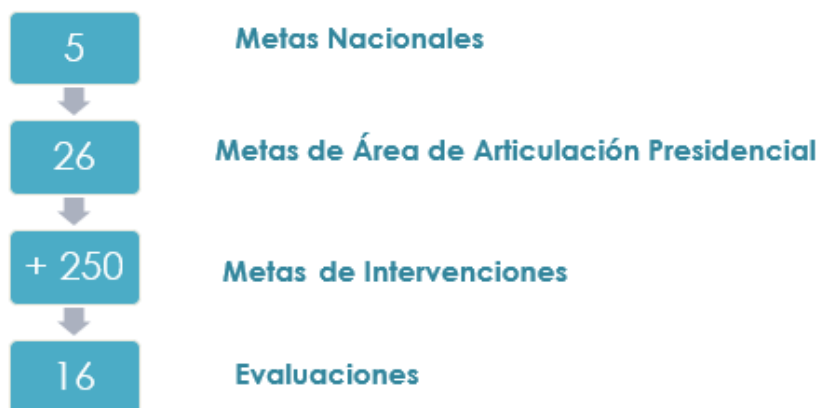 5 Metas Nacionales
26 Metas de Área de Articulación Presidencial
+ 250 Metas de Intervenciones
16 Evaluaciones